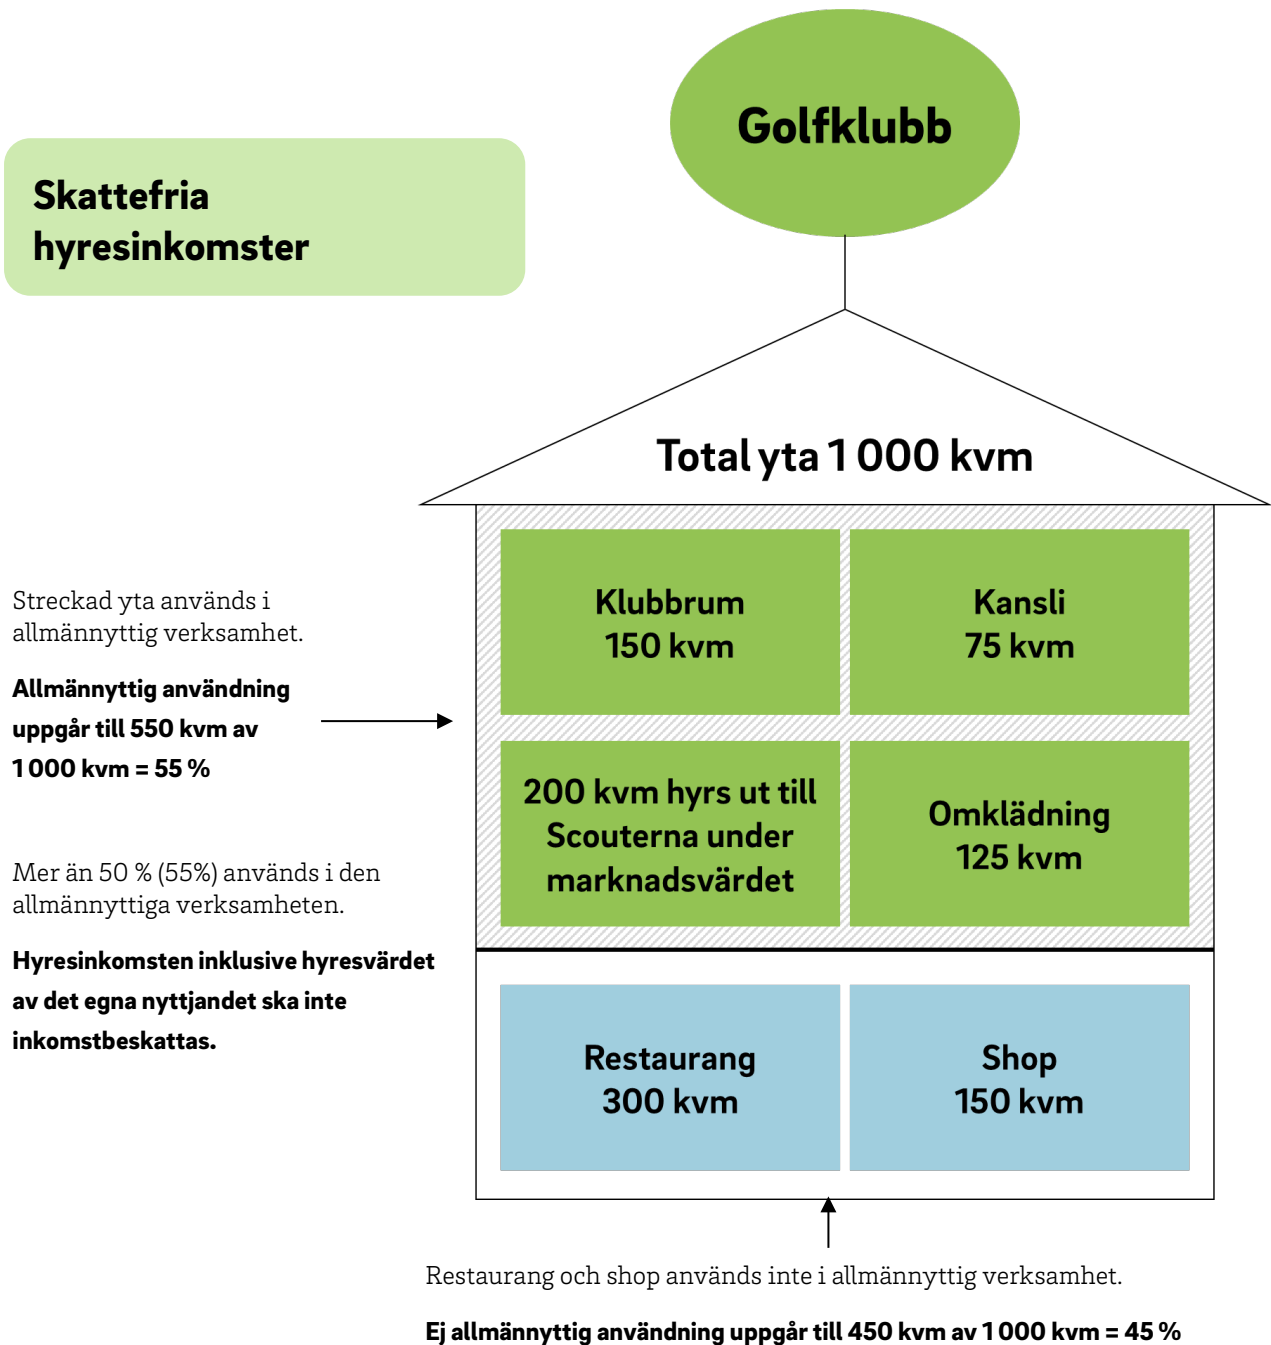 Golfklubb
Skattefria
hyresinkomster
Total yta 1 000 kvm
Klubbrum
150 kvm
Kansli
75 kvm
Streckad yta används i
allmännyttig verksamhet.
Allmännyttig användning
uppgår till 550 kvm av
1 000 kvm = 55 %
200 kvm hyrs ut till
Scouterna under
marknadsvärdet
Omklädning
125 kvm
Mer än 50 % (55%) används i den
allmännyttiga verksamheten.
Hyresinkomsten inklusive hyresvärdet
av det egna nyttjandet ska inte
inkomstbeskattas.
Restaurang
300 kvm
Shop
150 kvm
Restaurang och shop används inte i allmännyttig verksamhet.
Ej allmännyttig användning uppgår till 450 kvm av 1 000 kvm = 45 %